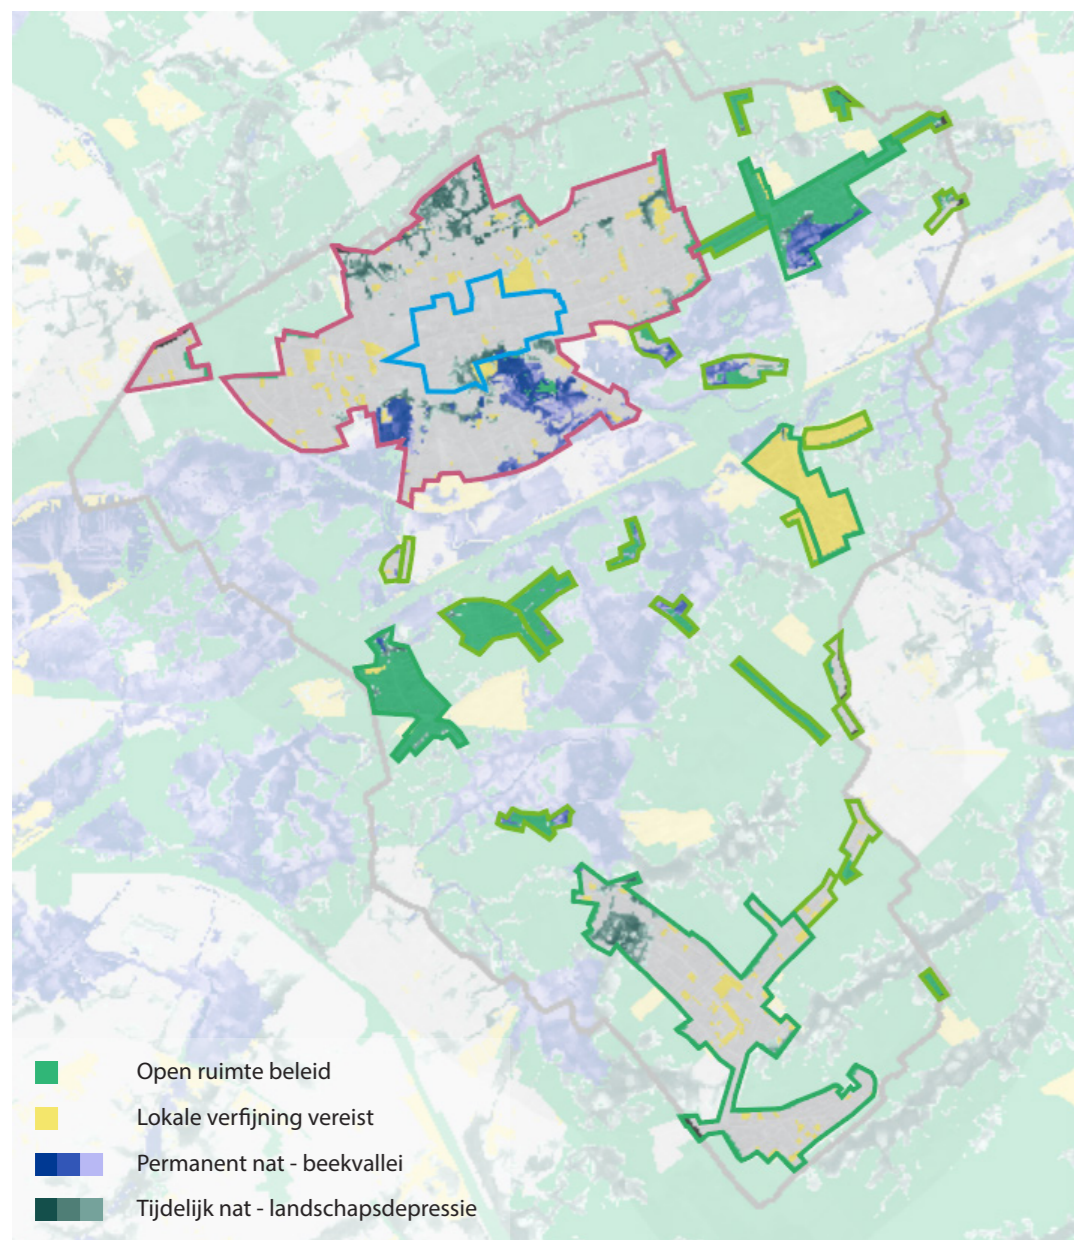 Open ruimte beleid
Lokale verfijning vereist
Permanent nat - beekvallei
Tijdelijk nat - landschapsdepressie